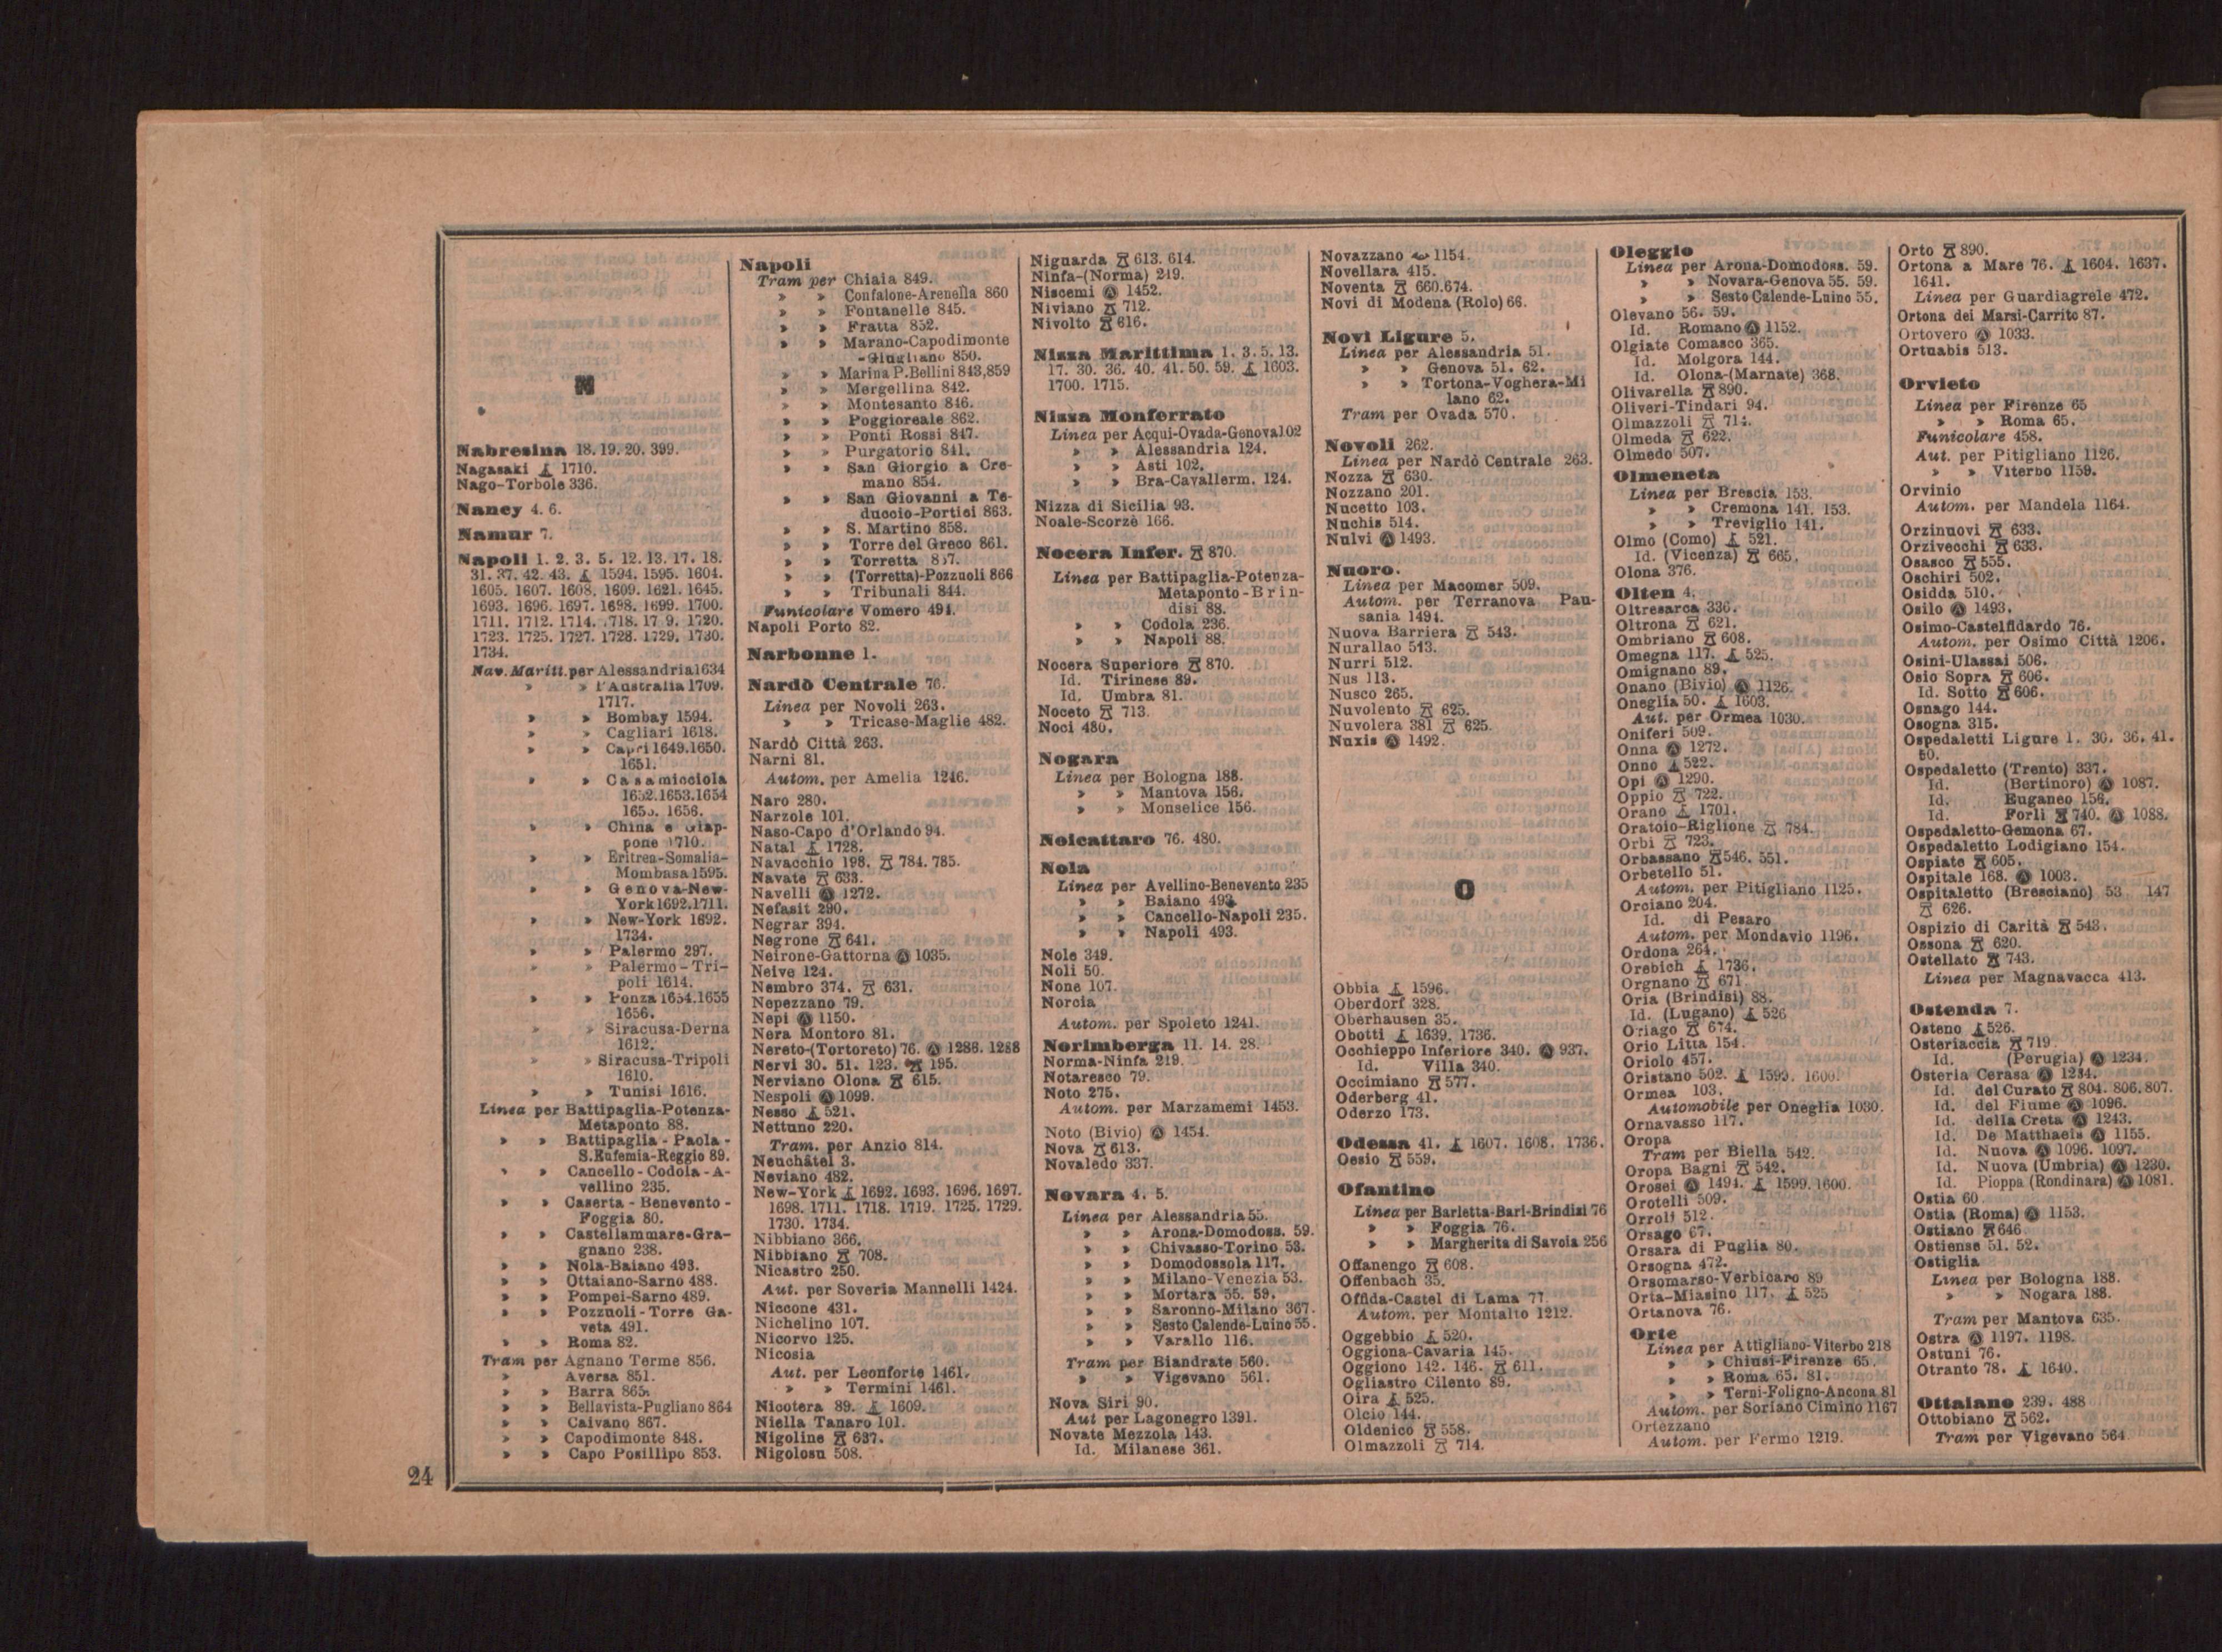 N
Nabresina 18. 19. 20. 399.
Nagasaki 1710.
Nago-Torbole 336.
Nancy 4. 6.
Namur 7.
Napoli 1. 2. 3. 5. 12. 13. 17. 18.
31. 37. 42. 43. 1594. 1595. 1604.
1605. 1607. 1608. 1609. 1621. 1645.
1693. 1696. 1697. 1698. 1699. 1700.
1711. 1712. 1714. 1720.
1723. 1725. 1727. 1728. 1729. 1730.
1734.
Nav. Maritt. per Alessandria 1634
» l'Australia 1709.
1717.
» » Bombay 1594.
» » Cagliari 1618.
» » Capri 1649.1650.
1651.
» » Casamicciola
1652.1653.1654
1655. 1656.
» » China e Giap-
pone 1710.
» » Eritrea-Somalia-
Mombasa 1595.
» » Genova-New-
York 1692.1711.
» » New-York 1692.
1734.
» » Palermo 297.
» » Palermo-Tri-
poli 1614.
» » Ponza 1654.1655
1656.
» » Siracusa-Derna
1612.
» » Siracusa-Tripoli
1610.
» » Tunisi 1616.
Linea per Battipaglia-Potenza-
Metaponto 88.
» » Battipaglia - Paola -
S.Eufemia-Reggio 89.
» » Cancello - Codola - A-
vellino 235.
» » Caserta - Benevento -
Foggia 80.
» » Castellammare-Gra-
gnano 238.
» » Nola-Baiano 493.
» » Ottaiano-Sarno 488.
» » Pompei-Sarno 489.
» » Pozzuoli - Torre Ga-
veta 491.
» » Roma 82.
Tram per Agnano Terme 856.
» Aversa 851.
» » Barra 865.
» » Bellavista-Pugliano 864
» » Caivano 867.
» » Capodimonte 848.
» » Capo Posillipo 853.
24
Napoli
Tram per Chiaia 849.
» » Confalone-Arenella 860
» » Fontanelle 845.
» » Fratta 852.
» » Marano-Capodimonte
-Giugliano 850.
» » Marina P.Bellini 843,859
» » Mergellina 842.
» » Montesanto 846.
» » Poggioreale 862.
» » Ponti Rossi 847.
» » Purgatorio 841.
» » San Giorgio a Cre-
mano 854.
» » San Giovanni a Te-
duccio-Portici 863.
» » S. Martino 858.
» » Torre del Greco 861.
» » Torretta 857.
» » (Torretta)-Pozzuoli 866
» » Tribunali 844.
Funicolare Vomero 494.
Napoli Porto 82.
Narbonne 1.
Nardò Centrale 76.
Linea per Novoli 263.
» » Tricase-Maglie 482.
Nardò Città 263.
Narni 81.
Autom. per Amelia 1246.
Naro 280.
Narzole 101.
Naso-Capo d'Orlando 94.
Natal 1728.
Navacchio 198. 784. 785.
Navate 633.
Navelli 1272.
Nefasit 290.
Negrar 394.
Negrone 641.
Neirone-Gattorna 1035.
Neive 124.
Nembro 374. 631.
Nepezzano 79.
Nepi 1150.
Nera Montoro 81.
Nereto-(Tortoreto) 76. 1286. 1288
Nervi 30. 51. 123. 195.
Nerviano Olona 615.
Nespoli 1099.
Nesso 521.
Nettuno 220.
Tram. per Anzio 814.
Neuchâtel 3.
Neviano 482.
New-York 1692. 1693. 1696. 1697.
1698. 1711. 1718. 1719. 1725. 1729.
1730. 1734.
Nibbiano 366.
Nibbiano 708.
Nicastro 250.
Aut. per Soveria Mannelli 1424.
Niccone 431.
Nichelino 107.
Nicorvo 125.
Nicosia
Aut. per Leonforte 1461.
» » Termini 1461.
Nicotera 89. 1609.
Niella Tanaro 101.
Nigoline 637.
Nigolosu 508.
Niguarda 613. 614.
Ninfa-(Norma) 219.
Niscemi 1452.
Niviano 712.
Nivolto 616.
Nizza Marittima 1. 3. 5. 13.
17. 30. 36. 40. 41. 50. 59. 1603.
1700. 1715.
Nizza Monferrato
Linea per Acqui-Ovada-Genova102
» » Alessandria 124.
» » Asti 102.
» » Bra-Cavallerm. 124.
Nizza di Sicilia 93.
Noale-Scorzè 166.
Nocera Infer. 870.
Linea per Battipaglia-Potenza-
Metaponto-Brin-
disi 88.
» » Codola 236.
» » Napoli 88.
Nocera Superiore 870.
Id. Tirinese 89.
Id. Umbra 81.
Noceto 713.
Noci 480.
Nogara
Linea per Bologna 188.
» » Mantova 156.
» » Monselice 156.
Noicattaro 76. 480.
Nola
Linea per Avellino-Benevento 235
» » Baiano 493
» » Cancello-Napoli 235.
» » Napoli 493.
Nole 349.
Noli 50.
None 107.
Norcia
Autom. per Spoleto 1241.
Norimberga 11. 14. 28.
Norma-Ninfa 219.
Notaresco 79.
Noto 275.
Autom. per Marzamemi 1453.
Noto (Bivio) 1454.
Nova 613.
Novaledo 337.
Novara 4. 5.
Linea per Alessandria 55.
» » Arona-Domodoss. 59.
» » Chivasso-Torino 53.
» » Domodossola 117.
» » Milano-Venezia 53.
» » Mortara 55. 59.
» » Saronno-Milano 367.
» » Sesto Calende-Luino 55.
» » Varallo 116.
Tram per Biandrate 560.
» » Vigevano 561.
Nova Siri 90.
Aut per Lagonegro 1391.
Novate Mezzola 143.
Id. Milanese 361.
Novazzano 1154.
Novellara 415.
Noventa 660.674.
Novi di Modena (Rolo) 66.
Novi Ligure 5.
Linea per Alessandria 51.
» » Genova 51. 62.
» » Tortona-Voghera-Mi
lano 62.
Tram per Ovada 570.
Novoli 262.
Linea per Nardò Centrale 263.
Nozza 630.
Nozzano 201.
Nucetto 103.
Nuchis 514.
Nulvi 1493.
Nuoro.
Linea per Macomer 509.
Autom. per Terranova Pau-
sania 1494.
Nuova Barriera 543.
Nurallao 513.
Nurri 512.
Nus 113.
Nusco 265.
Nuvolento 625.
Nuvolera 381 625.
Nuxis 1492.
O
Obbia 1596.
Oberdorf 328.
Oberhausen 35.
Obotti 1639. 1736.
Occhieppo Inferiore 340. 937.
Id. Villa 340.
Occimiano 577.
Oderberg 41.
Oderzo 173.
Odessa 41. 1607. 1608. 1736.
Oesio 559.
Ofantino
Linea per Barletta-Bari-Brindisi 76
» » Foggia 76.
» » Margherita di Savoia 256
Offanengo 608.
Offenbach 35.
Offida-Castel di Lama 77.
Autom. per Montalto 1212.
Oggebbio 520.
Oggiona-Cavaria 145.
Oggiono 142. 146. 611.
Ogliastro Cilento 89.
Oira 525.
Olcio 144.
Oldenico 558.
Olmazzoli 714.
Oleggio
Linea per Arona-Domodoss. 59.
» » Novara-Genova 55. 59.
» » Sesto Calende-Luino 55.
Olevano 56. 59.
Id. Romano 1152.
Olgiate Comasco 365.
Id. Molgora 144.
Id. Olona-(Marnate) 368.
Olivarella 890.
Oliveri-Tindari 94.
Olmazzoli 714.
Olmeda 622.
Olmedo 507.
Olmeneta
Linea per Brescia 153.
» » Cremona 141. 153.
» » Treviglio 141.
Olmo (Como) 521.
Id. (Vicenza) 665.
Olona 376.
Olten 4.
Oltresarca 336.
Oltrona 621.
Ombriano 608.
Omegna 117. 525.
Omignano 89.
Onano (Bivio) 1126.
Oneglia 50. 1603.
Aut. per Ormea 1030.
Oniferi 509.
Onna 1272.
Onno 522.
Opi 1290.
Oppio 722.
Orano 1701.
Oratoio-Riglione 784.
Orbi 723.
Orbassano 546. 551.
Orbetello 51.
Autom. per Pitigliano 1125.
Orciano 204.
Id. di Pesaro
Autom. per Mondavio 1196.
Ordona 264.
Orebich 1736.
Orgnano 671.
Oria (Brindisi) 88.
Id. (Lugano) 526
Oriago 674.
Orio Litta 154.
Oriolo 457.
Oristano 502. 1599. 1600.
Ormea 103.
Automobile per Oneglia 1030.
Ornavasso 117.
Oropa
Tram per Biella 542.
Oropa Bagni 542.
Orosei 1494. 1599.1600.
Orotelli 509.
Orroli 512.
Orsago 67.
Orsara di Puglia 80.
Orsogna 472.
Orsomarso-Verbicaro 89
Orta-Miasino 117. 525
Ortanova 76.
Orte
Linea per Attigliano-Viterbo 218
» » Chiusi-Firenze 65.
» » Roma 65. 81.
» » Terni-Foligno-Ancona 81
Autom. per Soriano Cimino 1167
Ortezzano
Autom. per Fermo 1219.
Orto 890.
Ortona a Mare 76. 1604. 1637.
1641.
Linea per Guardiagrele 472.
Ortona dei Marsi-Carrito 87.
Ortovero 1033.
Ortuabis 513.
Orvieto
Linea per Firenze 65
» » Roma 65.
Funicolare 458.
Aut. per Pitigliano 1126.
» » Viterbo 1159.
Orvinio
Autom. per Mandela 1164.
Orzinuovi 633.
Orzivecchi 633.
Osasco 555.
Oschiri 502.
Osidda 510.
Osilo 1493.
Osimo-Castelfidardo 76.
Autom. per Osimo Città 1206.
Osini-Ulassai 506.
Osio Sopra 606.
Id. Sotto 606.
Osnago 144.
Osogna 315.
Ospedaletti Ligure 1. 30. 36. 41.
50.
Ospedaletto (Trento) 337.
Id. (Bertinoro) 1087.
Id. Euganeo 156.
Id. Forlì 740. 1088.
Ospedaletto-Gemona 67.
Ospedaletto Lodigiano 154.
Ospiate 605.
Ospitale 168. 1003.
Ospitaletto (Bresciano) 53 147
626.
Ospizio di Carità 543.
Ossona 620.
Ostellato 743.
Linea per Magnavacca 413.
Ostenda 7.
Osteno 526.
Osteriaccia 719
Id. (Perugia) 1234.
Osteria Cerasa 1234.
Id. del Curato 804. 806.807.
Id. del Fiume 1096.
Id. della Creta 1243.
Id. De Matthaeis 1155.
Id. Nuova 1096. 1097.
Id. Nuova (Umbria) 1230.
Id. Pioppa (Rondinara) 1081.
Ostia 60.
Ostia (Roma) 1153.
Ostiano 646
Ostiense 51. 52.
Ostiglia
Linea per Bologna 188.
» » Nogara 188.
Tram per Mantova 635.
Ostra 1197. 1198.
Ostuni 76.
Otranto 78. 1640.
Ottaiano 239. 488
Ottobiano 562.
Tram per Vigevano 564.